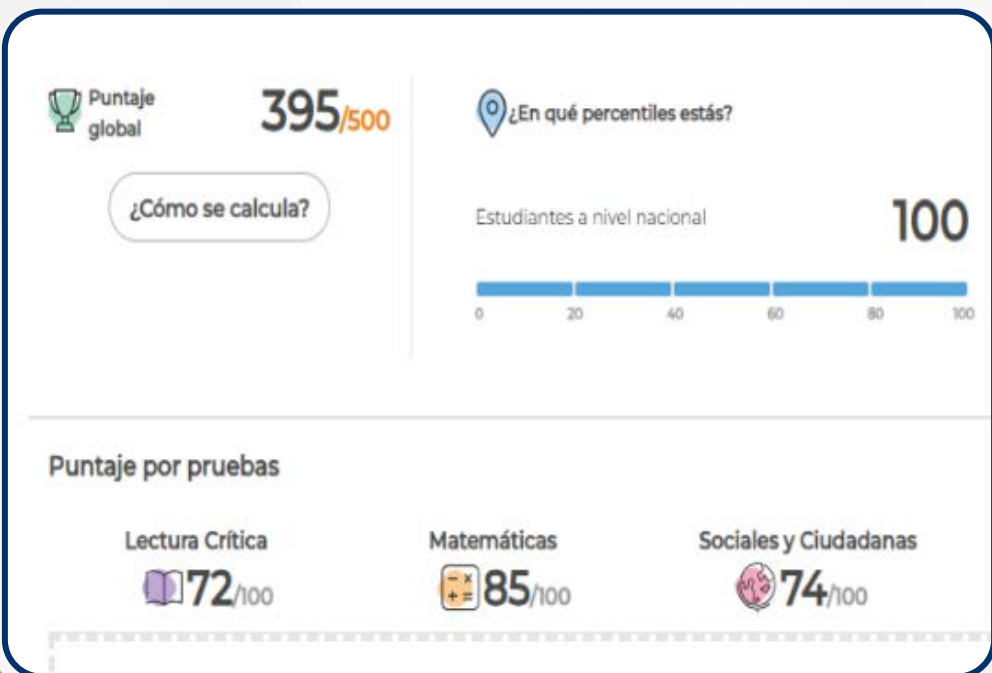 Puntaje
global
395/500
¿Cómo se calcula?
¿En qué percentiles estás?
Estudiantes a nivel nacional
100
0 20 40 60 80 100
Puntaje por pruebas
Lectura Crítica
72/100
Matemáticas
85/100
Sociales y Ciudadanas
74/100